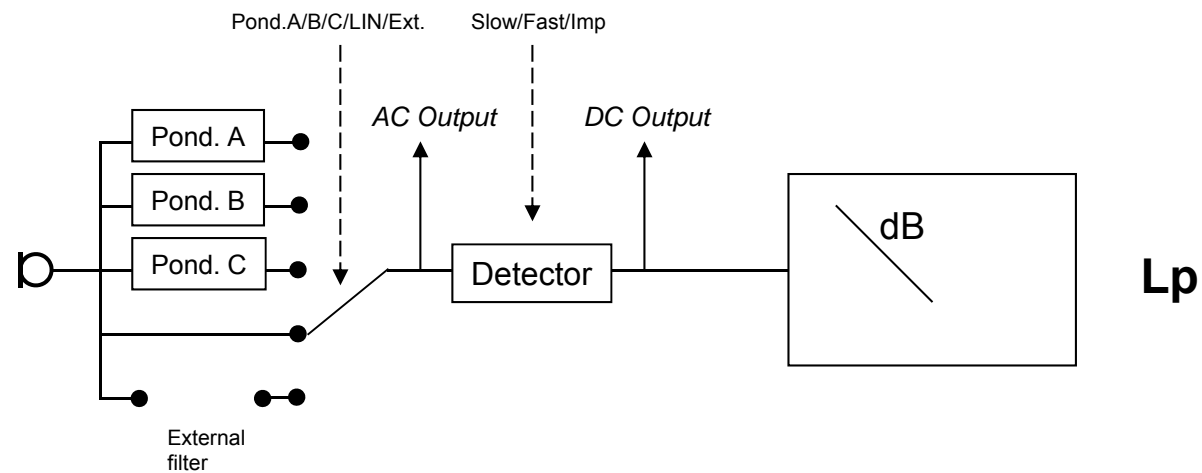 Pond.A/B/C/LIN/Ext.
Slow/Fast/Imp
AC Output
DC Output
Pond. A
Pond. B
Pond. C
Detector
dB
Lp
External
filter